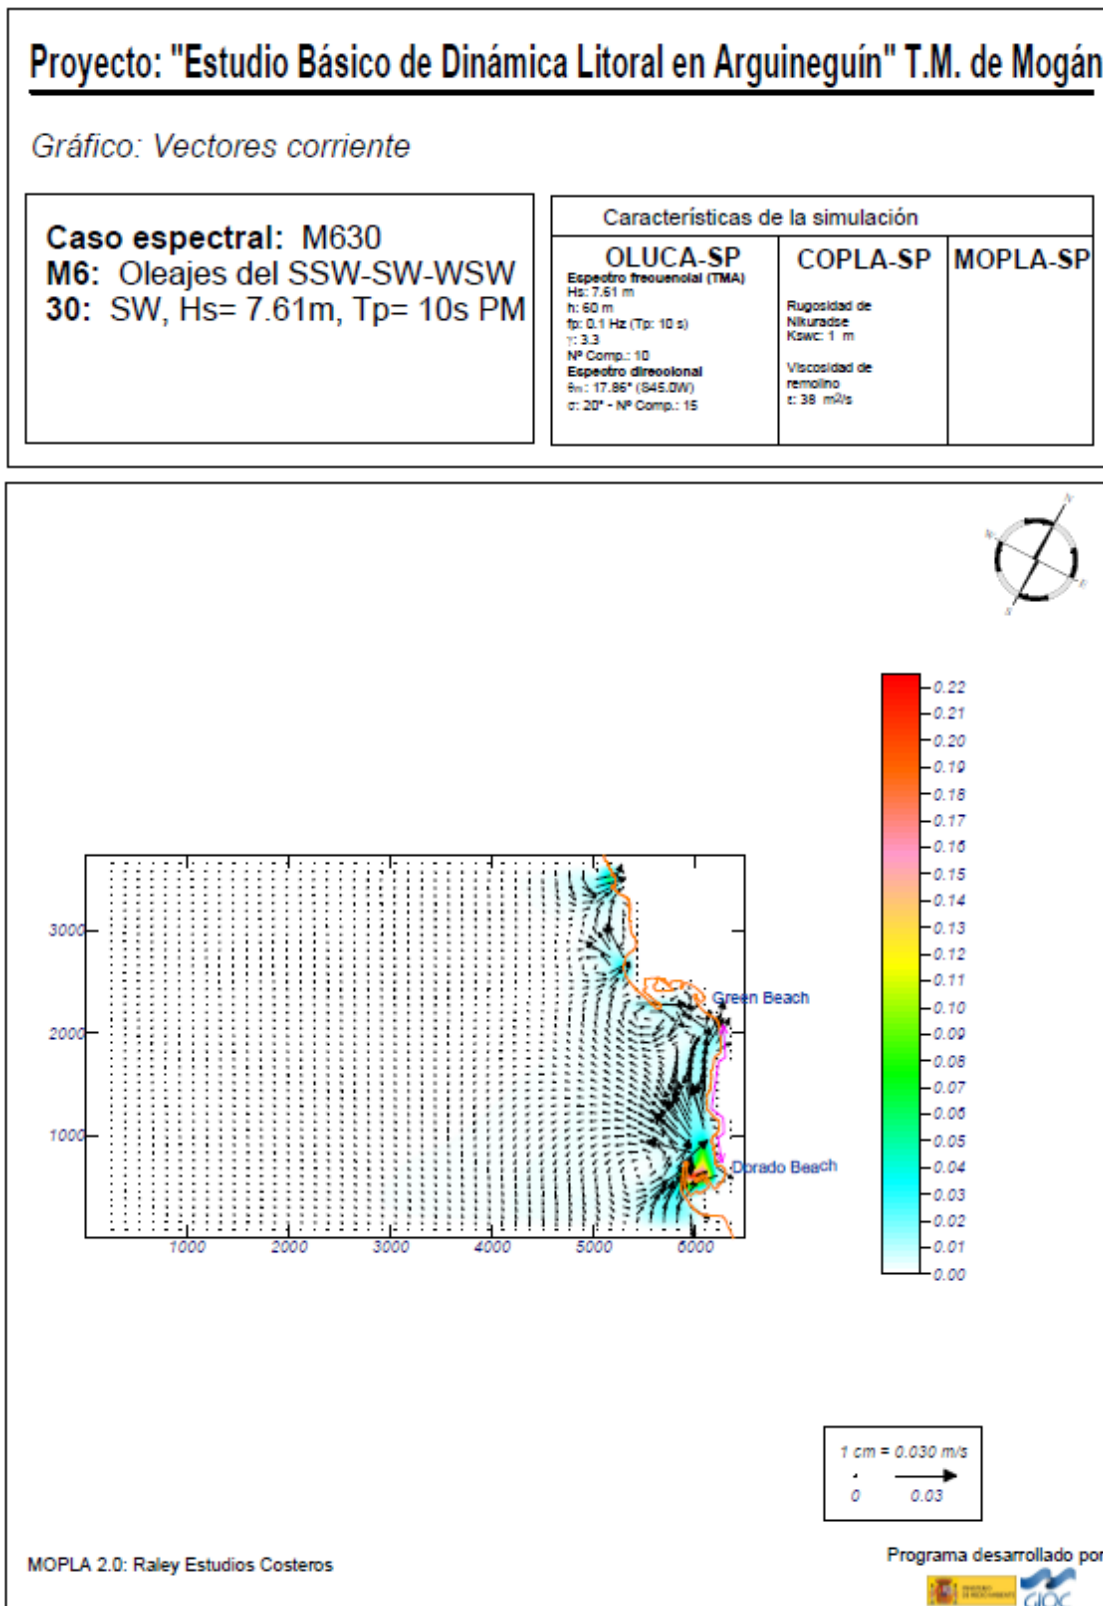 Proyecto: "Estudio Básico de Dinámica Litoral en Arguineguín" T.M. de Mogán
Gráfico: Vectores corriente
Caso espectral: M630
M6: Oleajes del SSW-SW-WSW
30: SW, Hs= 7.61m, Tp= 10s PM
Características de la simulación
OLUCA-SP
Espectro frecuencial (TMA)
Hs: 7.61 m
h: 60 m
fp: 0.1 Hz (Tp: 10 s)
γ: 3.3
Nº Comp.: 10
Espectro direccional
θm: 17.86° (S45.0W)
σ: 20° - Nº Comp.: 15
COPLA-SP
Rugosidad de
Nikuradse
Kswc: 1 m
Viscosidad de
remolino
ε: 38 m2/s
MOPLA-SP
N
W
E
S
0.22
0.21
0.20
0.19
0.18
0.17
0.16
0.15
0.14
0.13
0.12
0.11
0.10
0.09
0.08
0.07
0.06
0.05
0.04
0.03
0.02
0.01
0.00
3000
2000
1000
Green Beach
Dorado Beach
1000 2000 3000 4000 5000 6000
1 cm = 0.030 m/s
0 0.03
MOPLA 2.0: Raley Estudios Costeros
Programa desarrollado por
GIOC